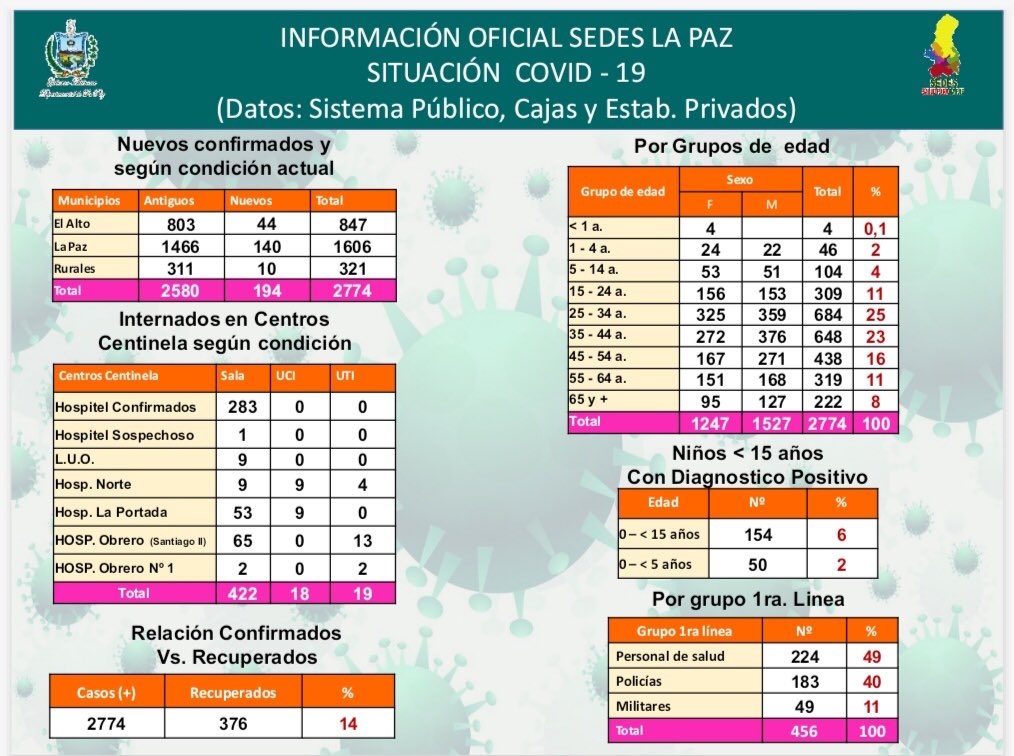 INFORMACIÓN OFICIAL SEDES LA PAZ
SITUACIÓN COVID - 19
(Datos: Sistema Público, Cajas y Estab. Privados)
SEDES
Nuevos confirmados y
según condición actual
Municipios Antiguos Nuevos Total
El Alto 803 44 847
La Paz 1466 140 1606
Rurales 311 10 321
Total 2580 194 2774
Internados en Centros
Centinela según condición
Centros Centinela Sala UCI UTI
Hospitel Confirmados 283 0 0
Hospitel Sospechoso 1 0 0
L.U.O. 9 0 0
Hosp. Norte 9 9 4
Hosp. La Portada 53 9 0
HOSP. Obrero (Santiago II) 65 0 13
HOSP. Obrero Nº 1 2 0 2
Total 422 18 19
Relación Confirmados
Vs. Recuperados
Casos (+) Recuperados %
2774 376 14
Por Grupos de edad
Grupo de edad Sexo Total %
F M
< 1 a. 4 4 0,1
1 - 4 a. 24 22 46 2
5 - 14 a. 53 51 104 4
15 - 24 a. 156 153 309 11
25 - 34 a. 325 359 684 25
35 - 44 a. 272 376 648 23
45 - 54 a. 167 271 438 16
55 - 64 a. 151 168 319 11
65 y + 95 127 222 8
Total 1247 1527 2774 100
Niños < 15 años
Con Diagnostico Positivo
Edad Nº %
0 – < 15 años 154 6
0 – < 5 años 50 2
Por grupo 1ra. Linea
Grupo 1ra línea Nº %
Personal de salud 224 49
Policías 183 40
Militares 49 11
Total 456 100